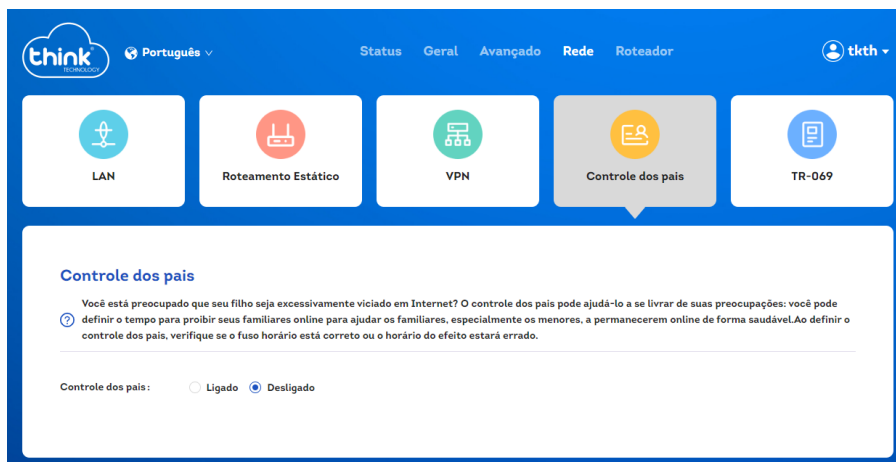 think
TECHNOLOGY
Português
Status Geral Avançado Rede Roteador
tkth
LAN
Roteamento Estático
VPN
Controle dos pais
TR-069
Controle dos pais
Você está preocupado que seu filho seja excessivamente viciado em Internet? O controle dos pais pode ajudá-lo a se livrar de suas preocupações: você pode
definir o tempo para proibir seus familiares online para ajudar os familiares, especialmente os menores, a permanecerem online de forma saudável.Ao definir o
controle dos pais, verifique se o fuso horário está correto ou o horário do efeito estará errado.
Controle dos pais: Ligado Desligado